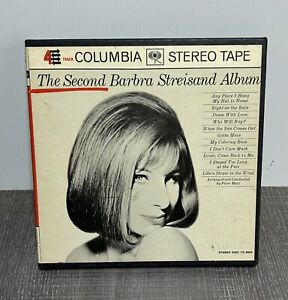 4 TRACK COLUMBIA STEREO TAPE
The Second Barbra Streisand Album
Any Place I Hang
My Hat Is Home
Right as the Rain
Down With Love
Who Will Buy?
When the Sun Comes Out
Gotta Move
My Coloring Book
I Don't Care Much
Lover, Come Back to Me
I Stayed Too Long
at the Fair
Like a Straw in the Wind
Arranged and Conducted
by Peter Matz
STEREO DISC CS